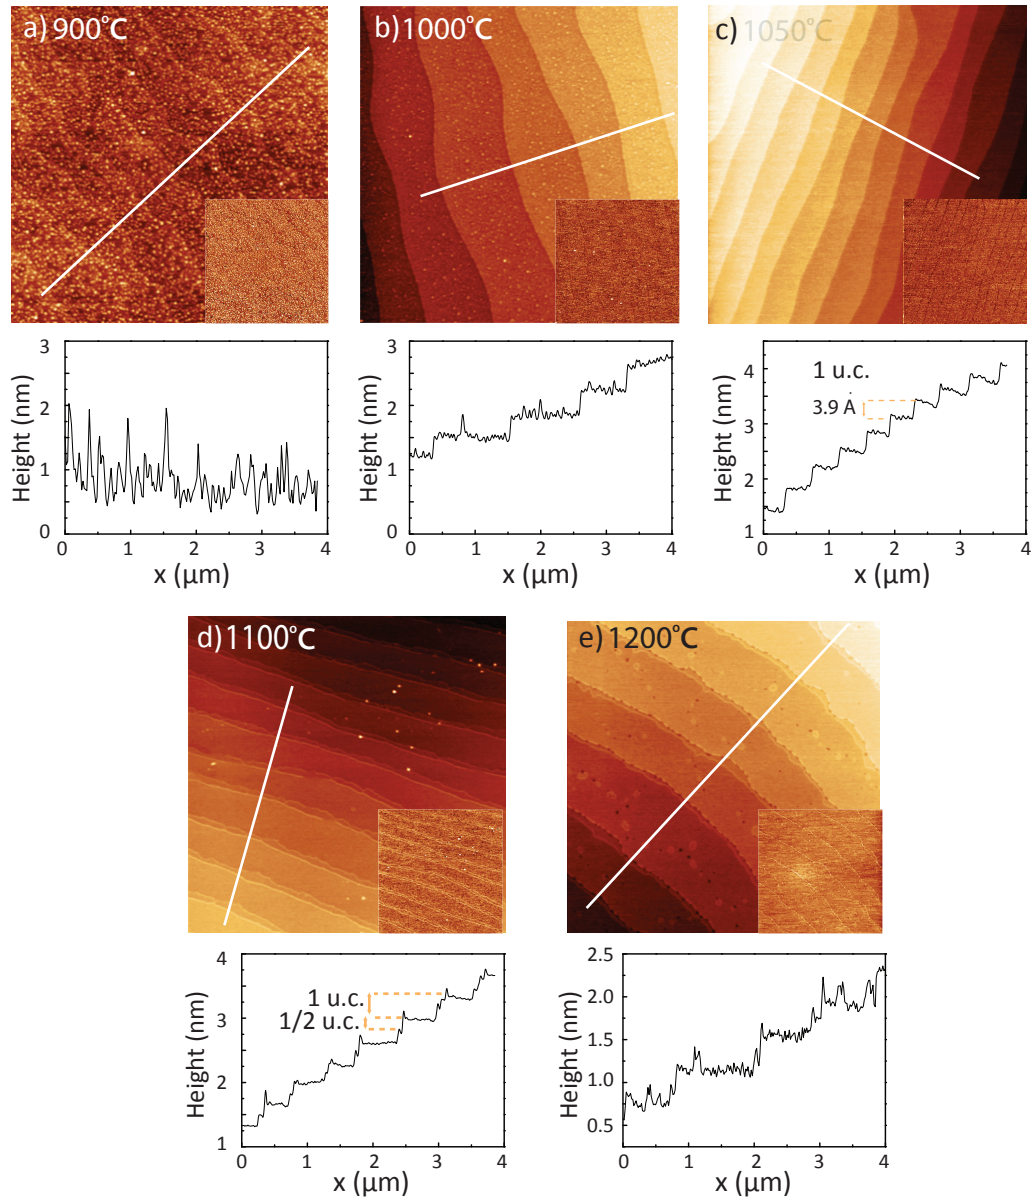 a) 900°C
b) 1000°C
c) 1050°C
3
2
1
0
Height (nm)
0 1 2 3 4
x (μm)
3
2
1
0
Height (nm)
0 1 2 3 4
x (μm)
4
3
2
1
Height (nm)
1 u.c.
3.9 Å
0 1 2 3 4
x (μm)
d) 1100°C
e) 1200°C
4
3
2
1
Height (nm)
1 u.c.
1/2 u.c.
0 1 2 3 4
x (μm)
2.5
2.0
1.5
1.0
0.5
Height (nm)
0 1 2 3 4
x (μm)